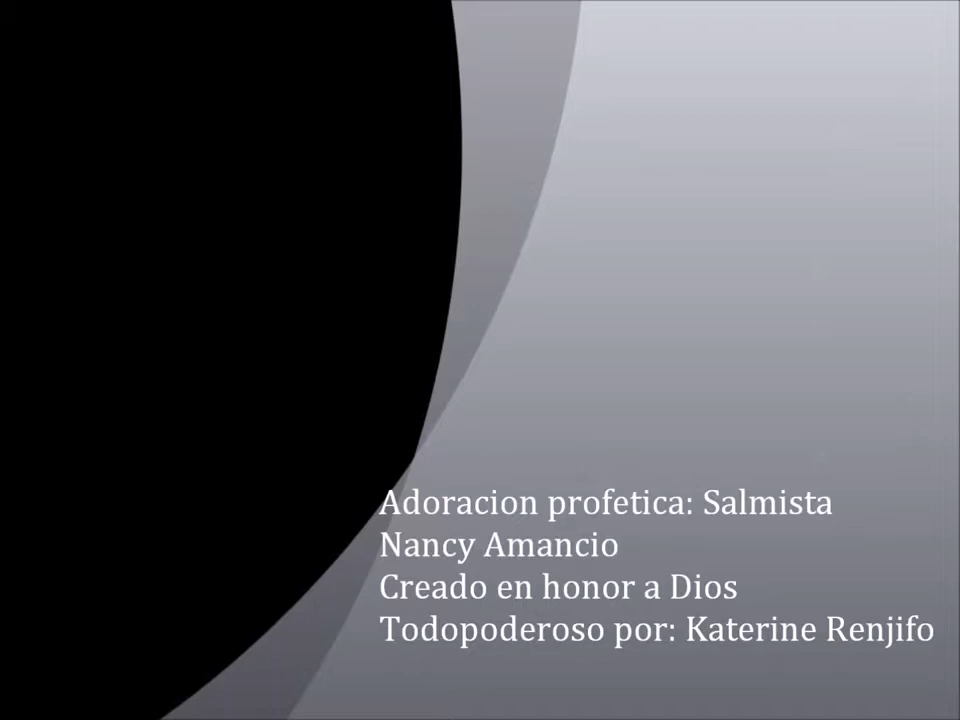 Adoracion profetica: Salmista
Nancy Amancio
Creado en honor a Dios
Todopoderoso por: Katerine Renjifo